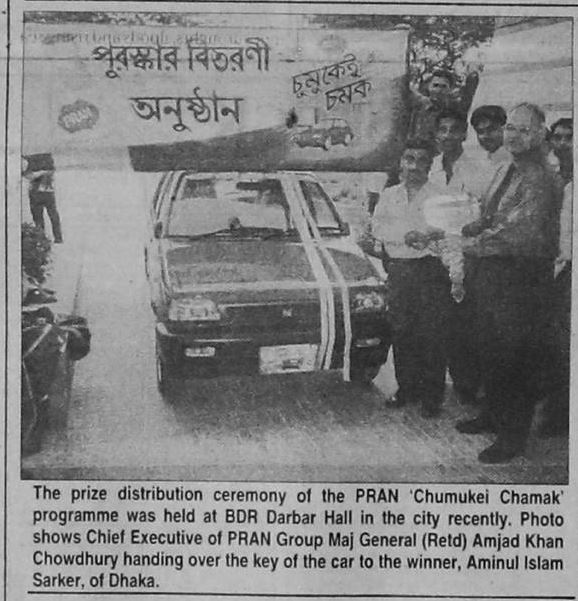 পুরস্কার বিতরণী
অনুষ্ঠান
চুমুকেই
চমক
PRAN
The prize distribution ceremony of the PRAN 'Chumukei Chamak'
programme was held at BDR Darbar Hall in the city recently. Photo
shows Chief Executive of PRAN Group Maj General (Retd) Amjad Khan
Chowdhury handing over the key of the car to the winner, Aminul Islam
Sarker, of Dhaka.